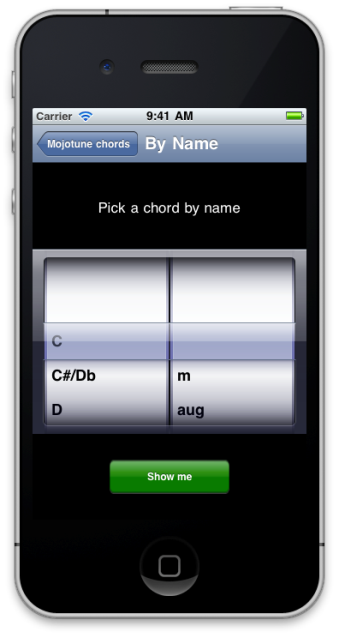 Carrier 9:41 AM
Mojotune chords By Name
Pick a chord by name
C
C#/Db m
D aug
Show me